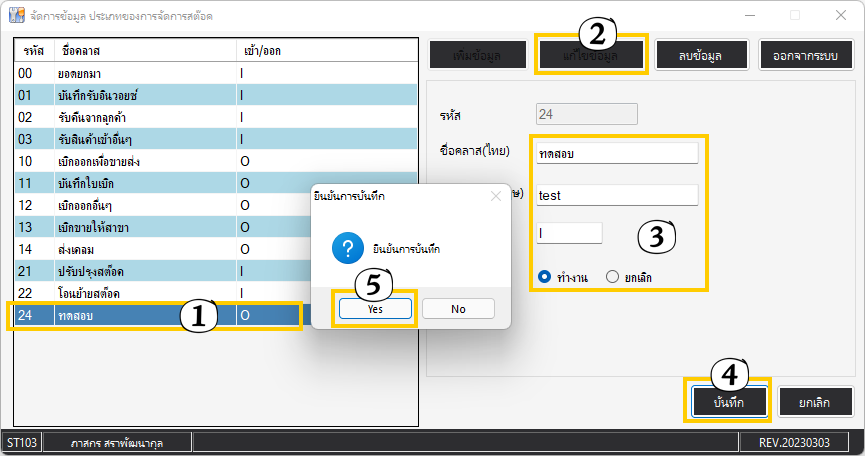 จัดการข้อมูล ประเภทของการจัดการสต็อค
รหัส ชื่อคลาส เข้า/ออก
00 ยอดยกมา I
01 บันทึกรับอินวอยซ์ I
02 รับคืนจากลูกค้า I
03 รับสินค้าเข้าอื่นๆ I
10 เบิกออกเพื่อขายส่ง O
11 บันทึกใบเบิก O
12 เบิกออกอื่นๆ O
13 เบิกขายให้สาขา O
14 ส่งเคลม O
21 ปรับปรุงสต็อค I
22 โอนย้ายสต็อค I
24 ทดสอบ O
1
2
เพิ่มข้อมูล แก้ไขข้อมูล ลบข้อมูล ออกจากระบบ
รหัส 24
ชื่อคลาส(ไทย) ทดสอบ
test
I
3
ทำงาน ยกเลิก
ยืนยันการบันทึก
ยืนยันการบันทึก
5
Yes No
4
บันทึก ยกเลิก
ST103 ภาสกร สราพัฒนากุล REV.20230303